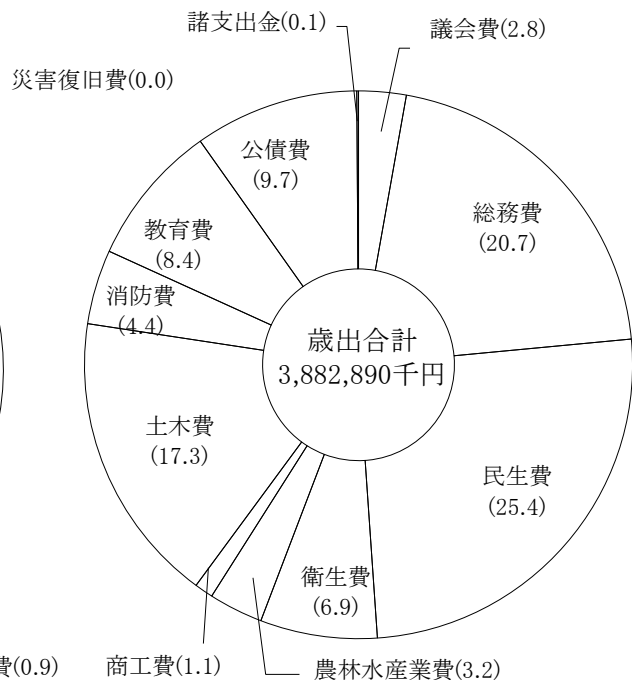 諸支出金(0.1)
議会費(2.8)
災害復旧費(0.0)
公債費
(9.7)
総務費
(20.7)
教育費
(8.4)
消防費
(4.4)
歳出合計
3,882,890千円
土木費
(17.3)
民生費
(25.4)
衛生費
(6.9)
費(0.9)
商工費(1.1)
農林水産業費(3.2)